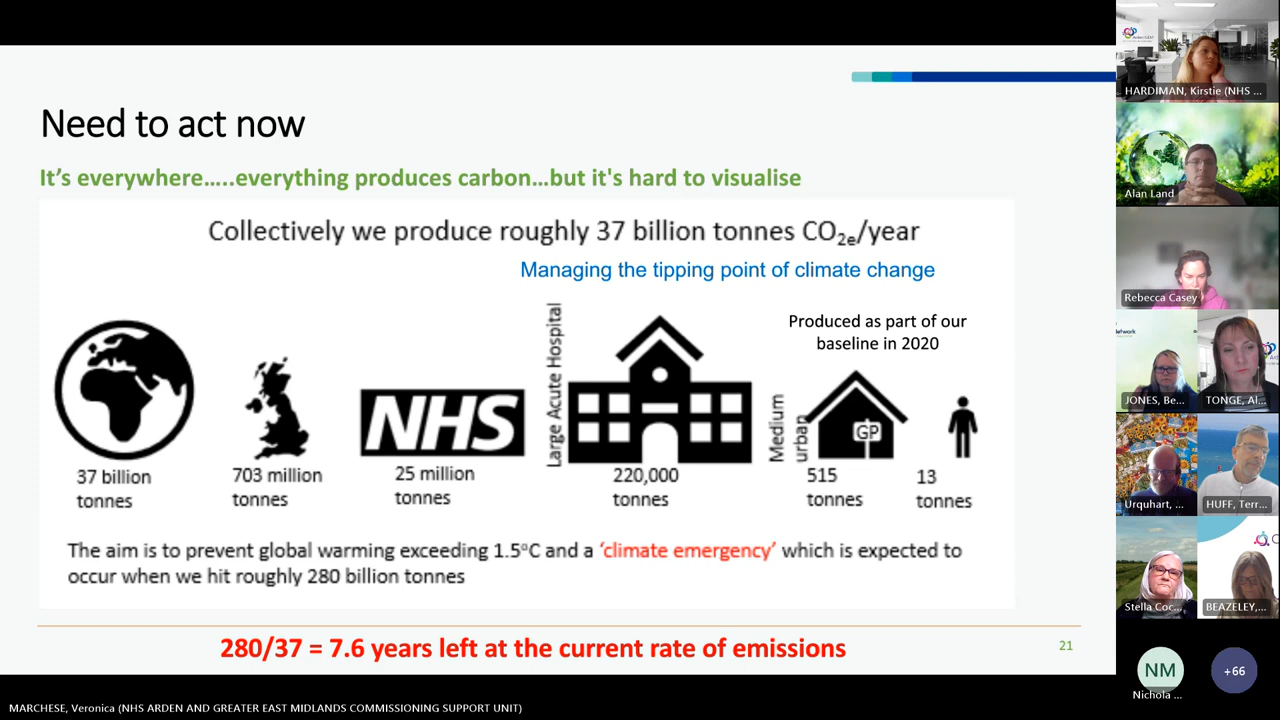 Need to act now
It's everywhere.....everything produces carbon...but it's hard to visualise
Collectively we produce roughly 37 billion tonnes CO2e/year
Managing the tipping point of climate change
Produced as part of our
baseline in 2020
Large Acute Hospital
Medium
urban
NHS
GP
37 billion
tonnes
703 million
tonnes
25 million
tonnes
220,000
tonnes
515
tonnes
13
tonnes
The aim is to prevent global warming exceeding 1.5°C and a 'climate emergency' which is expected to
occur when we hit roughly 280 billion tonnes
280/37 = 7.6 years left at the current rate of emissions
21
HARDIMAN, Kirstie (NHS ...
Alan Land
Rebecca Casey
JONES, Be...
TONGE, Al...
Urquhart, ...
HUFF, Terr...
Stella Coc...
BEAZELEY,...
NM
Nichola ...
+66
MARCHESE, Veronica (NHS ARDEN AND GREATER EAST MIDLANDS COMMISSIONING SUPPORT UNIT)